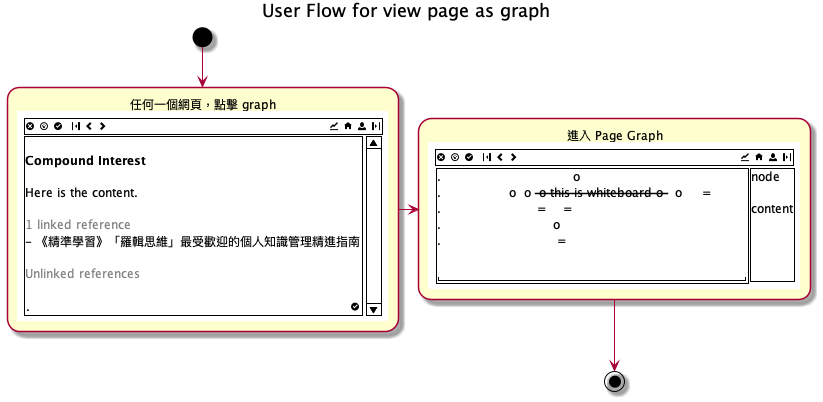 User Flow for view page as graph
任何一個網頁，點擊 graph
Compound Interest
Here is the content.
1 linked reference
- 《精準學習》「羅輯思維」最受歡迎的個人知識管理精進指南
Unlinked references
.
進入 Page Graph
. o
. o o o this is whiteboard o o =
. = =
. o
. =
node
content